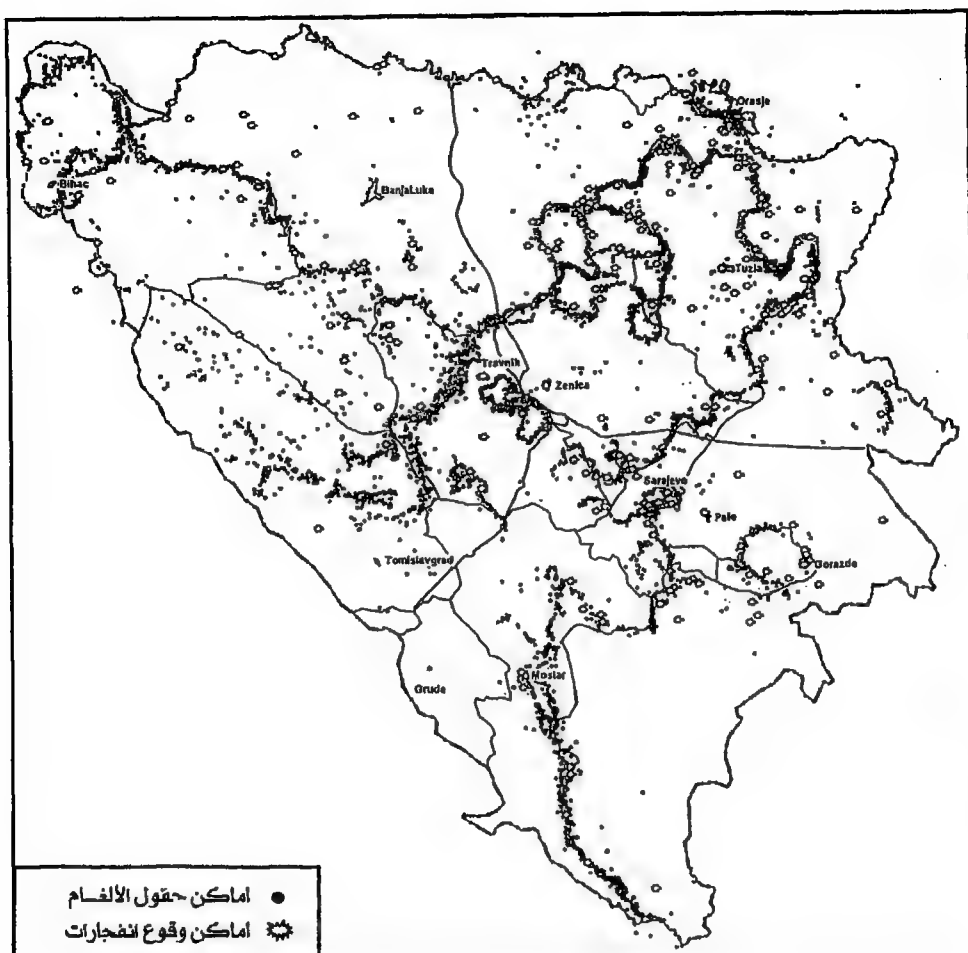 Orasje
Bihac
BanjaLuka
Tuzla
Travnik
Zenica
Sarajevo
Pale
Tomislavgrad
Gorazde
Mostar
Grude
اماكن حقول الألغام
اماكن وقوع انفجارات